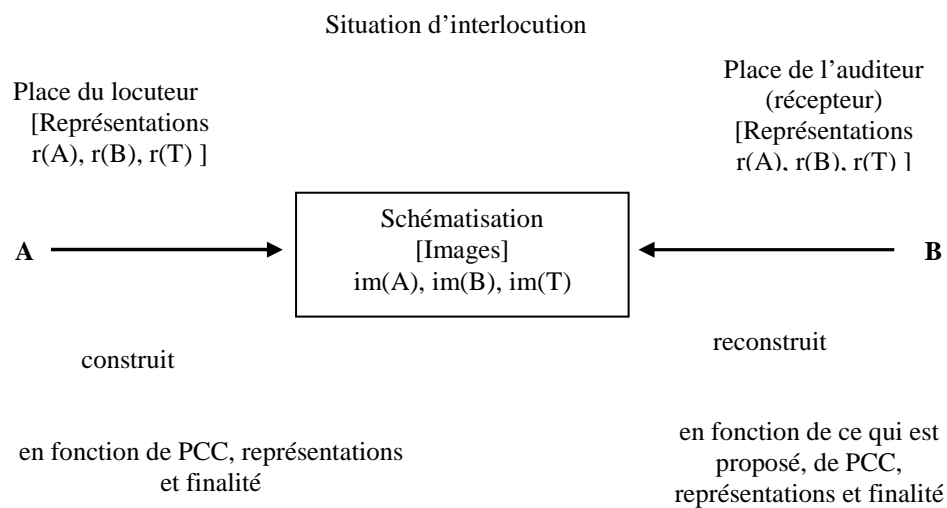 Situation d’interlocution
Place du locuteur
[Représentations
r(A), r(B), r(T) ]
Place de l’auditeur
(récepteur)
[Représentations
r(A), r(B), r(T) ]
A
Schématisation
[Images]
im(A), im(B), im(T)
B
construit
reconstruit
en fonction de PCC, représentations
et finalité
en fonction de ce qui est
proposé, de PCC,
représentations et finalité